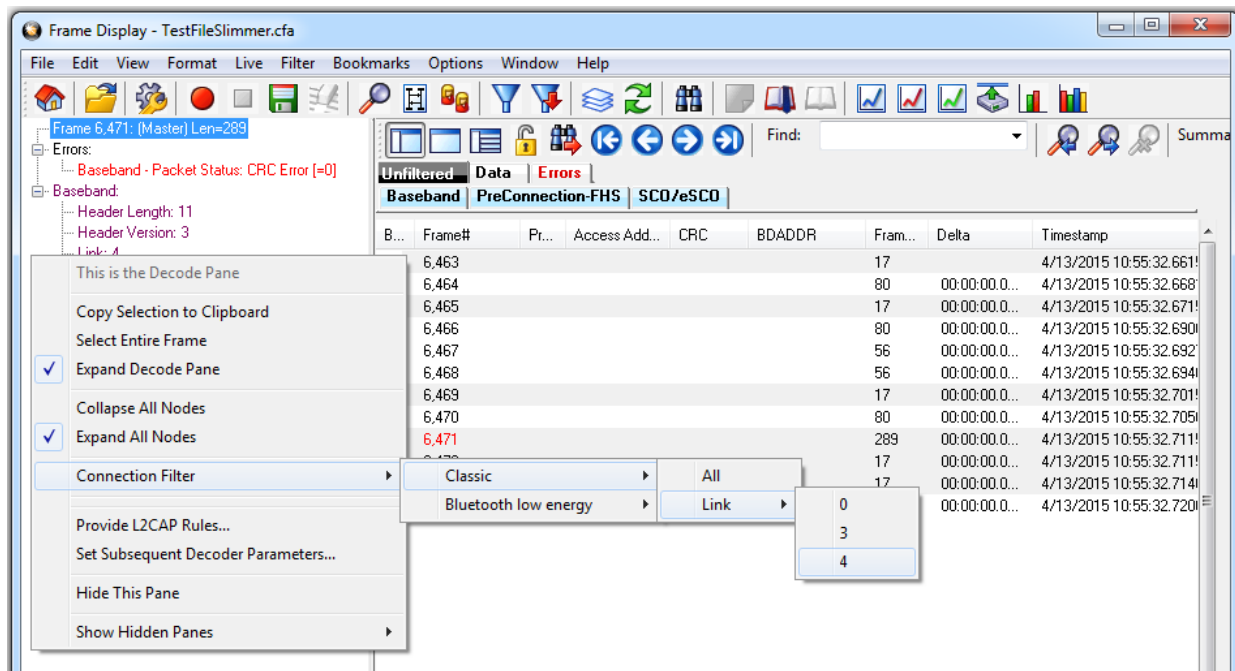 Frame Display - TestFileSlimmer.cfa
File Edit View Format Live Filter Bookmarks Options Window Help
Frame 6,471: (Master) Len=289
Errors:
Baseband - Packet Status: CRC Error [=0]
Baseband:
Header Length: 11
Header Version: 3
Link: 4
Find:
Summa
Unfiltered Data Errors
Baseband PreConnection-FHS SCO/eSCO
B... Frame# Pr... Access Add... CRC BDADDR Fram... Delta Timestamp
6,463 17 4/13/2015 10:55:32.661
6,464 80 00:00:00.0... 4/13/2015 10:55:32.668
6,465 17 00:00:00.0... 4/13/2015 10:55:32.671
6,466 80 00:00:00.0... 4/13/2015 10:55:32.690
6,467 56 00:00:00.0... 4/13/2015 10:55:32.692
6,468 56 00:00:00.0... 4/13/2015 10:55:32.694
6,469 17 00:00:00.0... 4/13/2015 10:55:32.701
6,470 80 00:00:00.0... 4/13/2015 10:55:32.705
6,471 289 00:00:00.0... 4/13/2015 10:55:32.711
17 00:00:00.0... 4/13/2015 10:55:32.711
17 00:00:00.0... 4/13/2015 10:55:32.714
00:00:00.0... 4/13/2015 10:55:32.720
This is the Decode Pane
Copy Selection to Clipboard
Select Entire Frame
Expand Decode Pane
Collapse All Nodes
Expand All Nodes
Connection Filter
Provide L2CAP Rules...
Set Subsequent Decoder Parameters...
Hide This Pane
Show Hidden Panes
Classic
Bluetooth low energy
All
Link
0
3
4